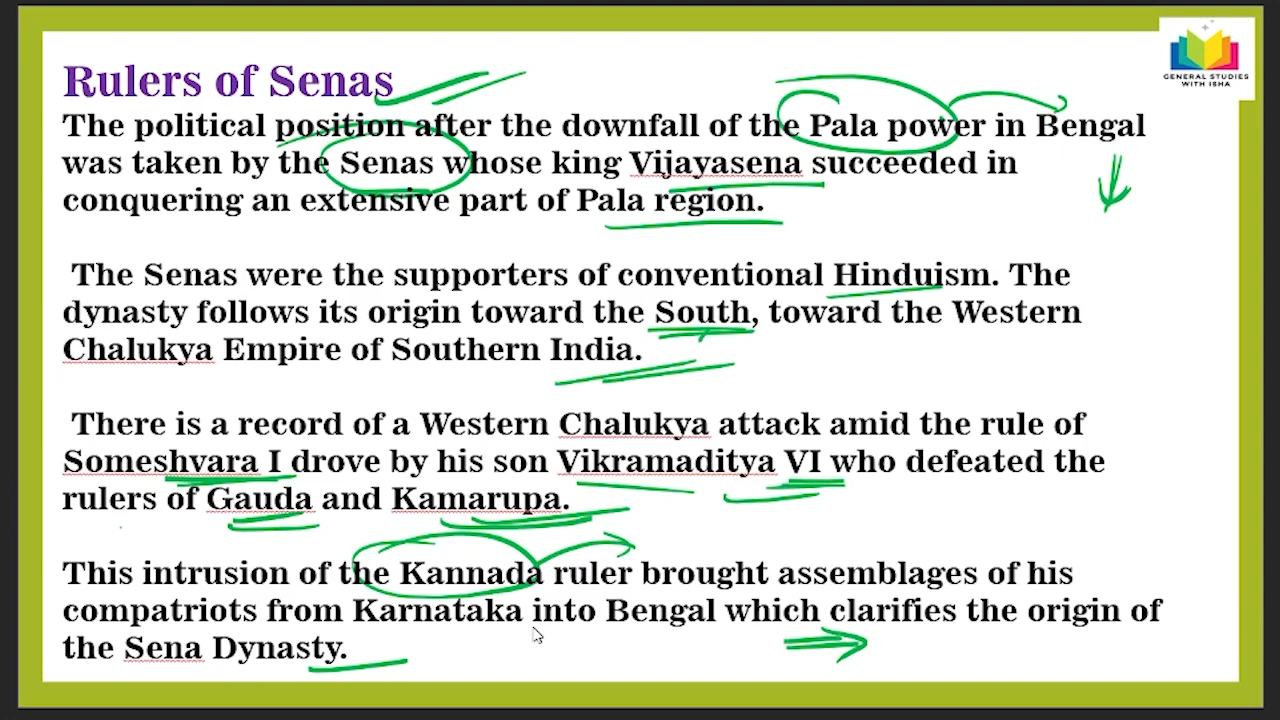 GENERAL STUDIES
WITH ISHA
Rulers of Senas
The political position after the downfall of the Pala power in Bengal
was taken by the Senas whose king Vijayasena succeeded in
conquering an extensive part of Pala region.
The Senas were the supporters of conventional Hinduism. The
dynasty follows its origin toward the South, toward the Western
Chalukya Empire of Southern India.
There is a record of a Western Chalukya attack amid the rule of
Someshvara I drove by his son Vikramaditya VI who defeated the
rulers of Gauda and Kamarupa.
This intrusion of the Kannada ruler brought assemblages of his
compatriots from Karnataka into Bengal which clarifies the origin of
the Sena Dynasty.